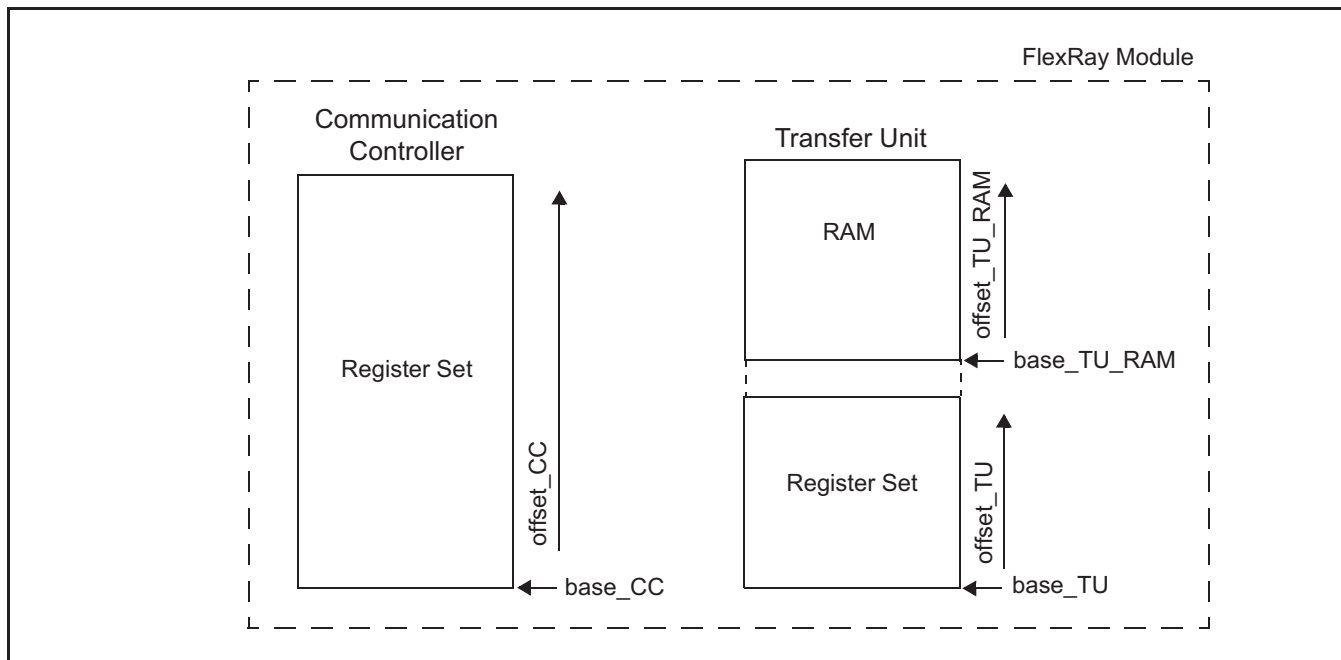 FlexRay Module
Communication
Controller
Transfer Unit
RAM
offset_TU_RAM
base_TU_RAM
Register Set
offset_CC
base_CC
Register Set
offset_TU
base_TU